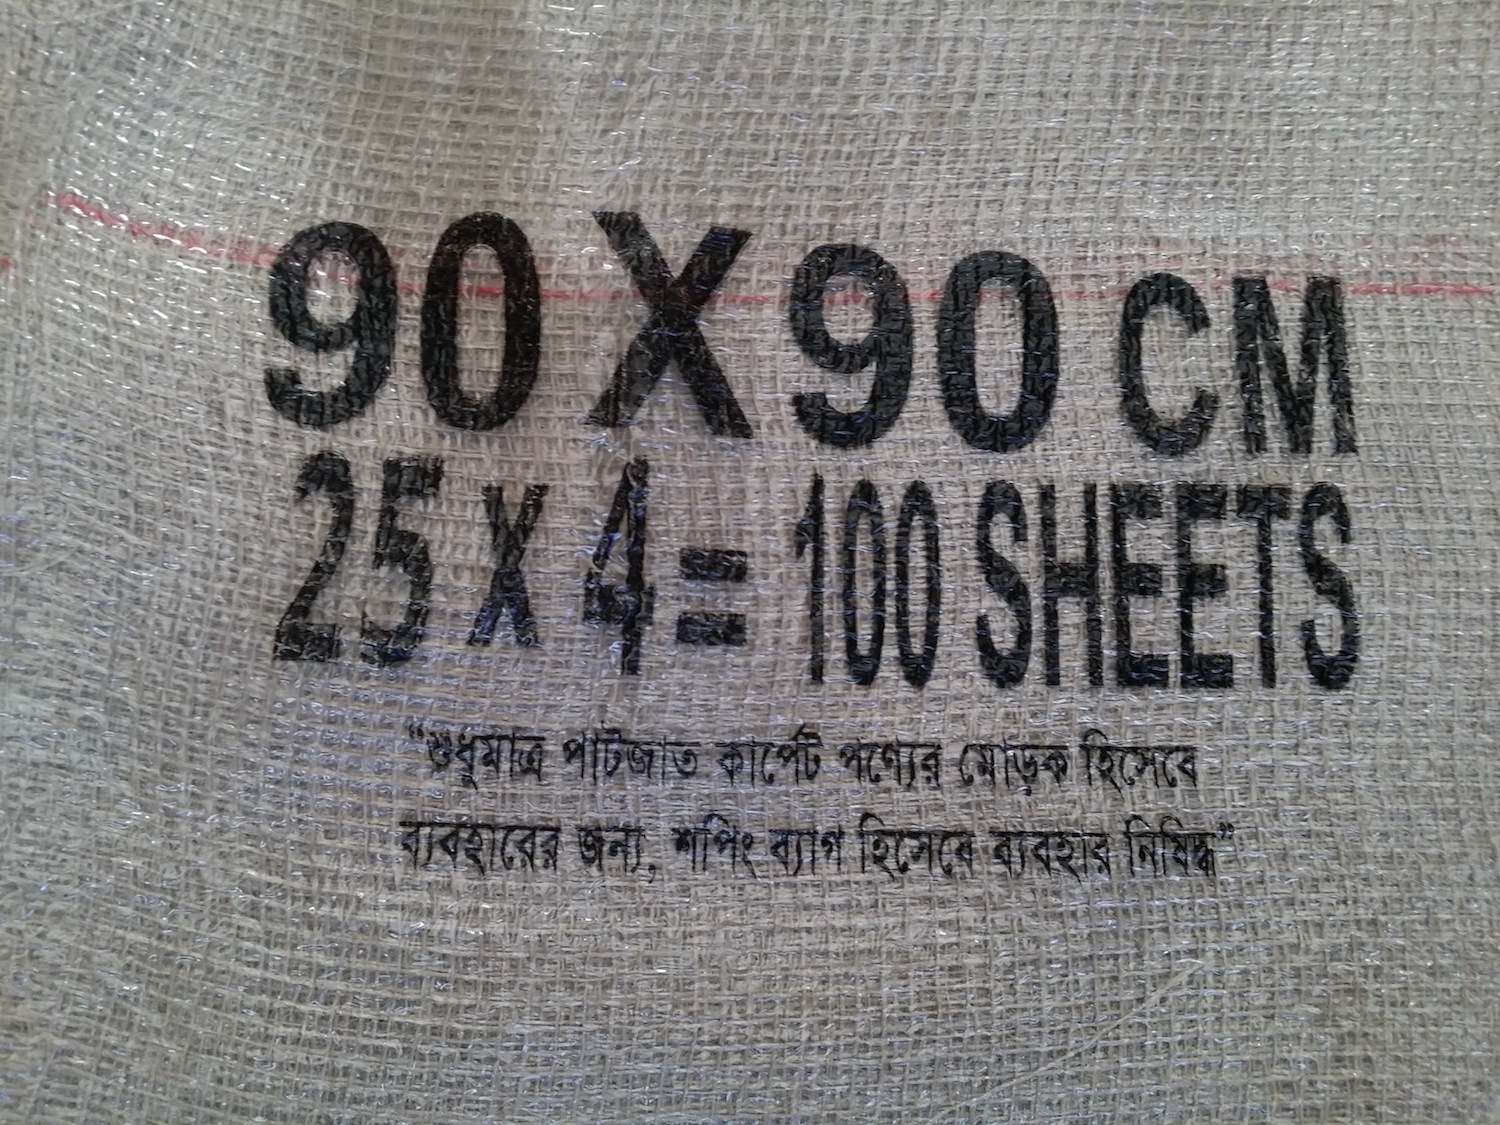 90 X 90 CM
25 X 4 = 100 SHEETS
“শুধুমাত্র পাটজাত কার্পেট পণ্যের মোড়ক হিসেবে
ব্যবহারের জন্য, শপিং ব্যাগ হিসেবে ব্যবহার নিষিদ্ধ”